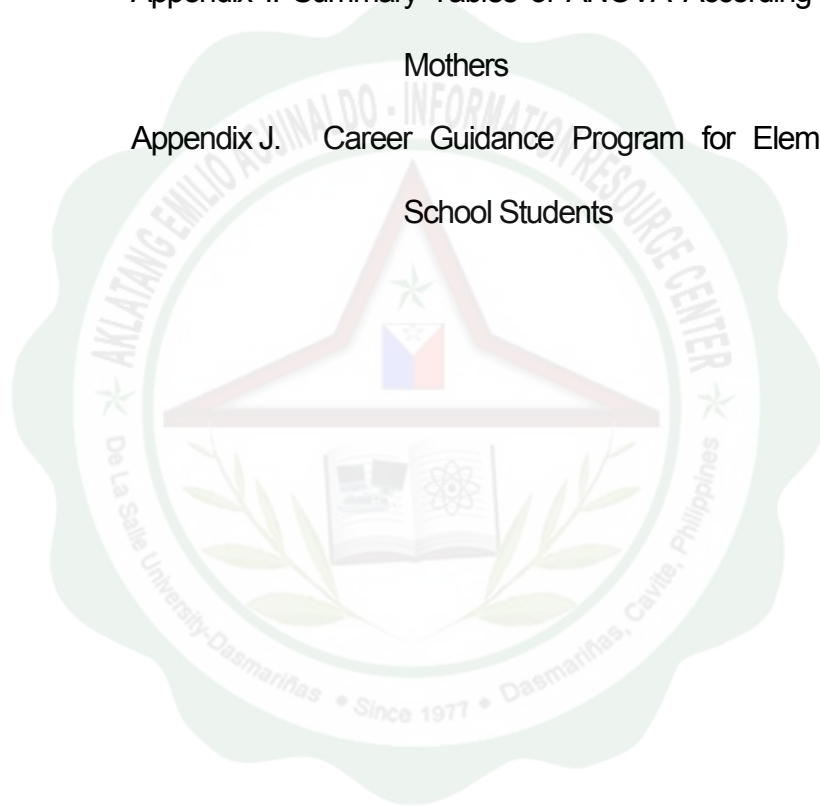 Appendix I. Summary Tables of ANOVA According
Mothers
Appendix J. Career Guidance Program for Elem
School Students
AKLATANG EMILIO AGUINALDO - INFORMATION RESOURCE CENTER
De La Salle University-Dasmariñas • Since 1977 • Dasmariñas, Cavite, Philippines